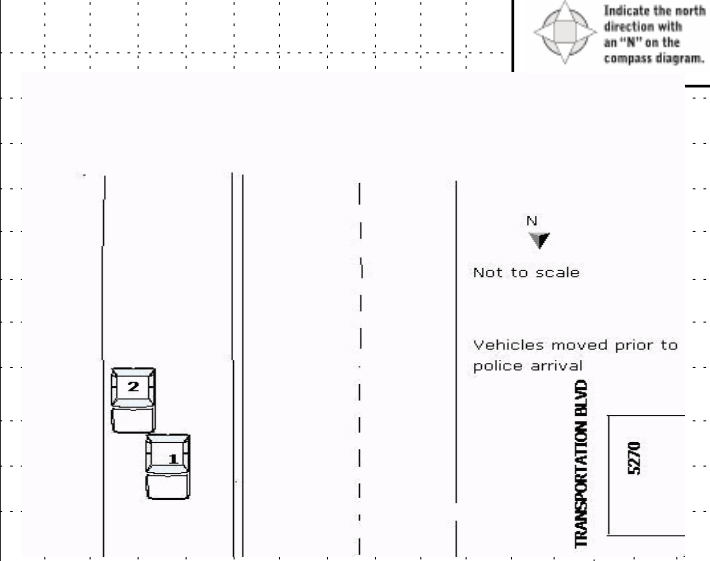 Indicate the north
direction with
an “N” on the
compass diagram.
N
Not to scale
Vehicles moved prior to
police arrival
TRANSPORTATION BLVD
5270
2
1